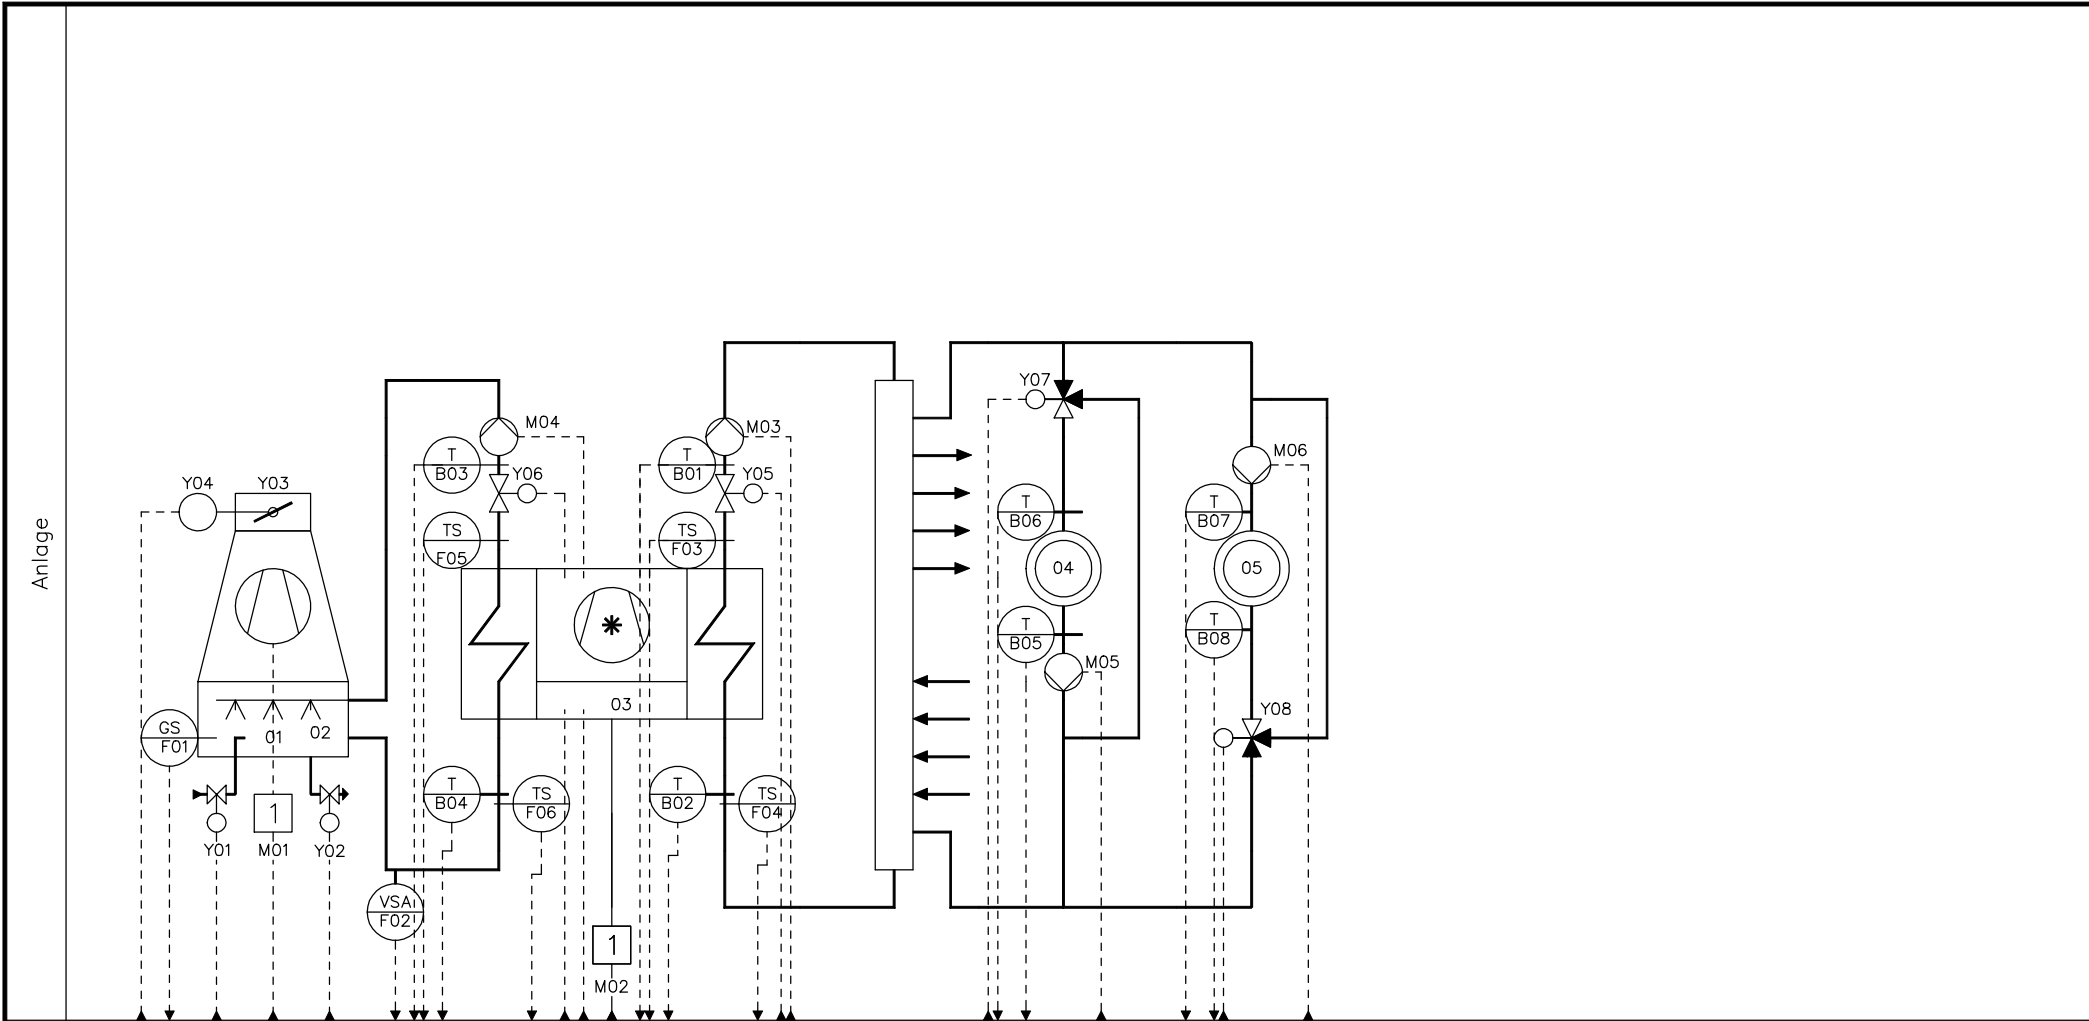 Anlage
Y07
M04
M03
T
B03
T
B01
M06
Y04
Y03
Y06
Y05
T
B06
T
B07
TS
F05
TS
F03
04
05
T
B05
T
B08
M05
03
Y08
GS
F01
01
02
T
B04
TS
F06
T
B02
TS
F04
1
Y01
M01
Y02
VSA
F02
1
M02